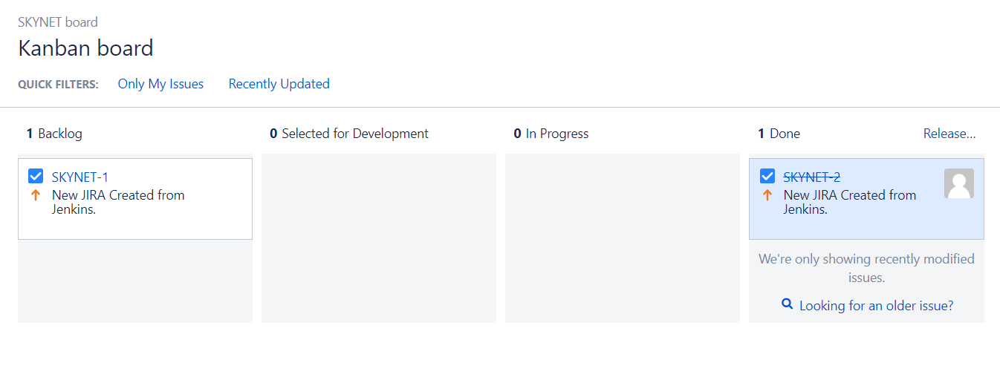 SKYNET board
Kanban board
QUICK FILTERS: Only My Issues Recently Updated
1 Backlog 0 Selected for Development 0 In Progress 1 Done Release...
SKYNET-1
New JIRA Created from
Jenkins.
SKYNET-2
New JIRA Created from
Jenkins.
We're only showing recently modified
issues.
Looking for an older issue?